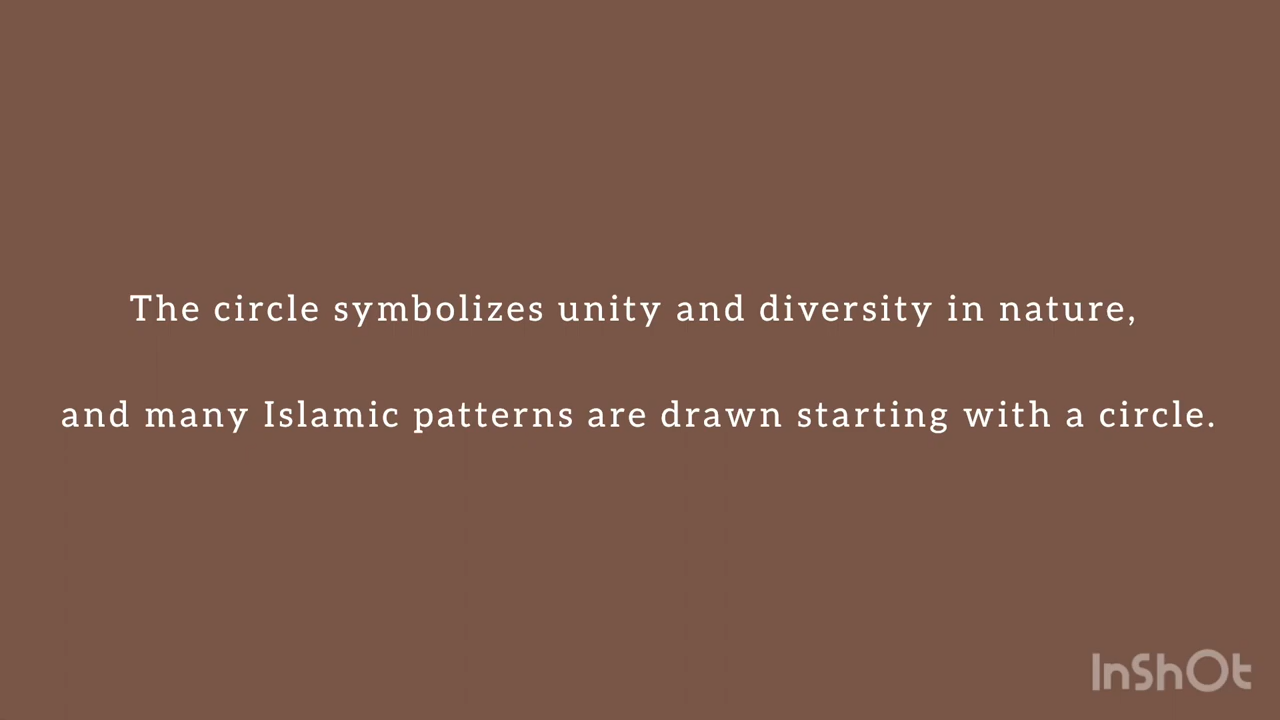 The circle symbolizes unity and diversity in nature,
and many Islamic patterns are drawn starting with a circle.
InShOt